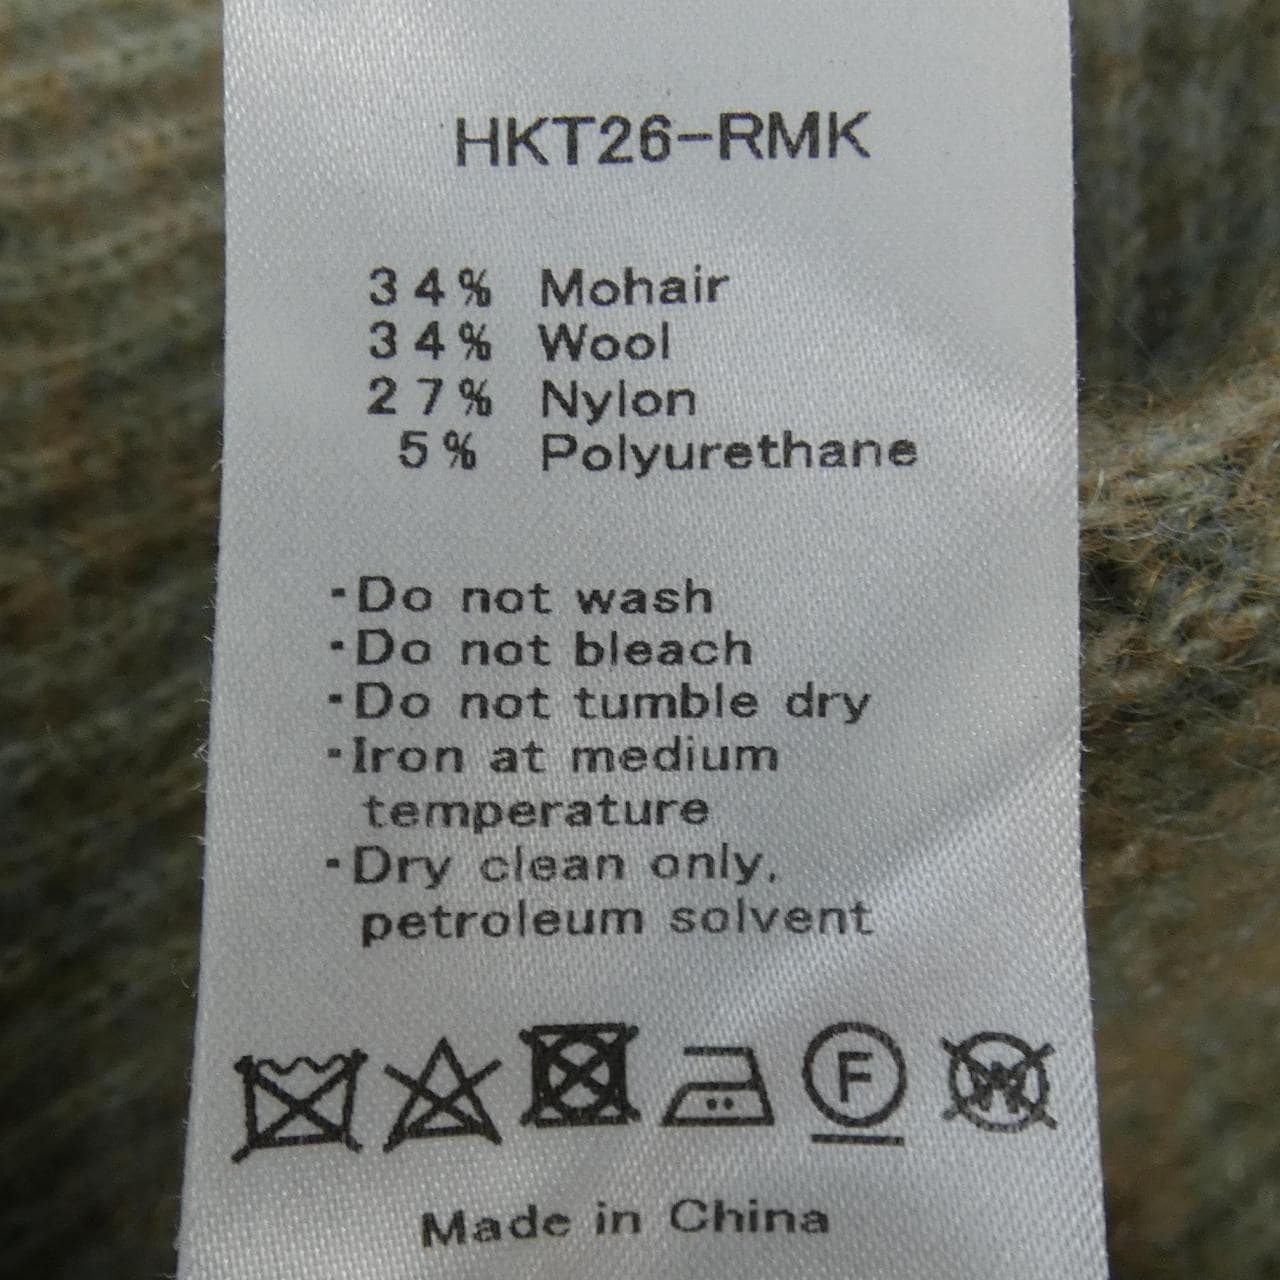 HKT26-RMK
34% Mohair
34% Wool
27% Nylon
5% Polyurethane
･Do not wash
･Do not bleach
･Do not tumble dry
･Iron at medium
temperature
･Dry clean only,
petroleum solvent
F W
Made in China